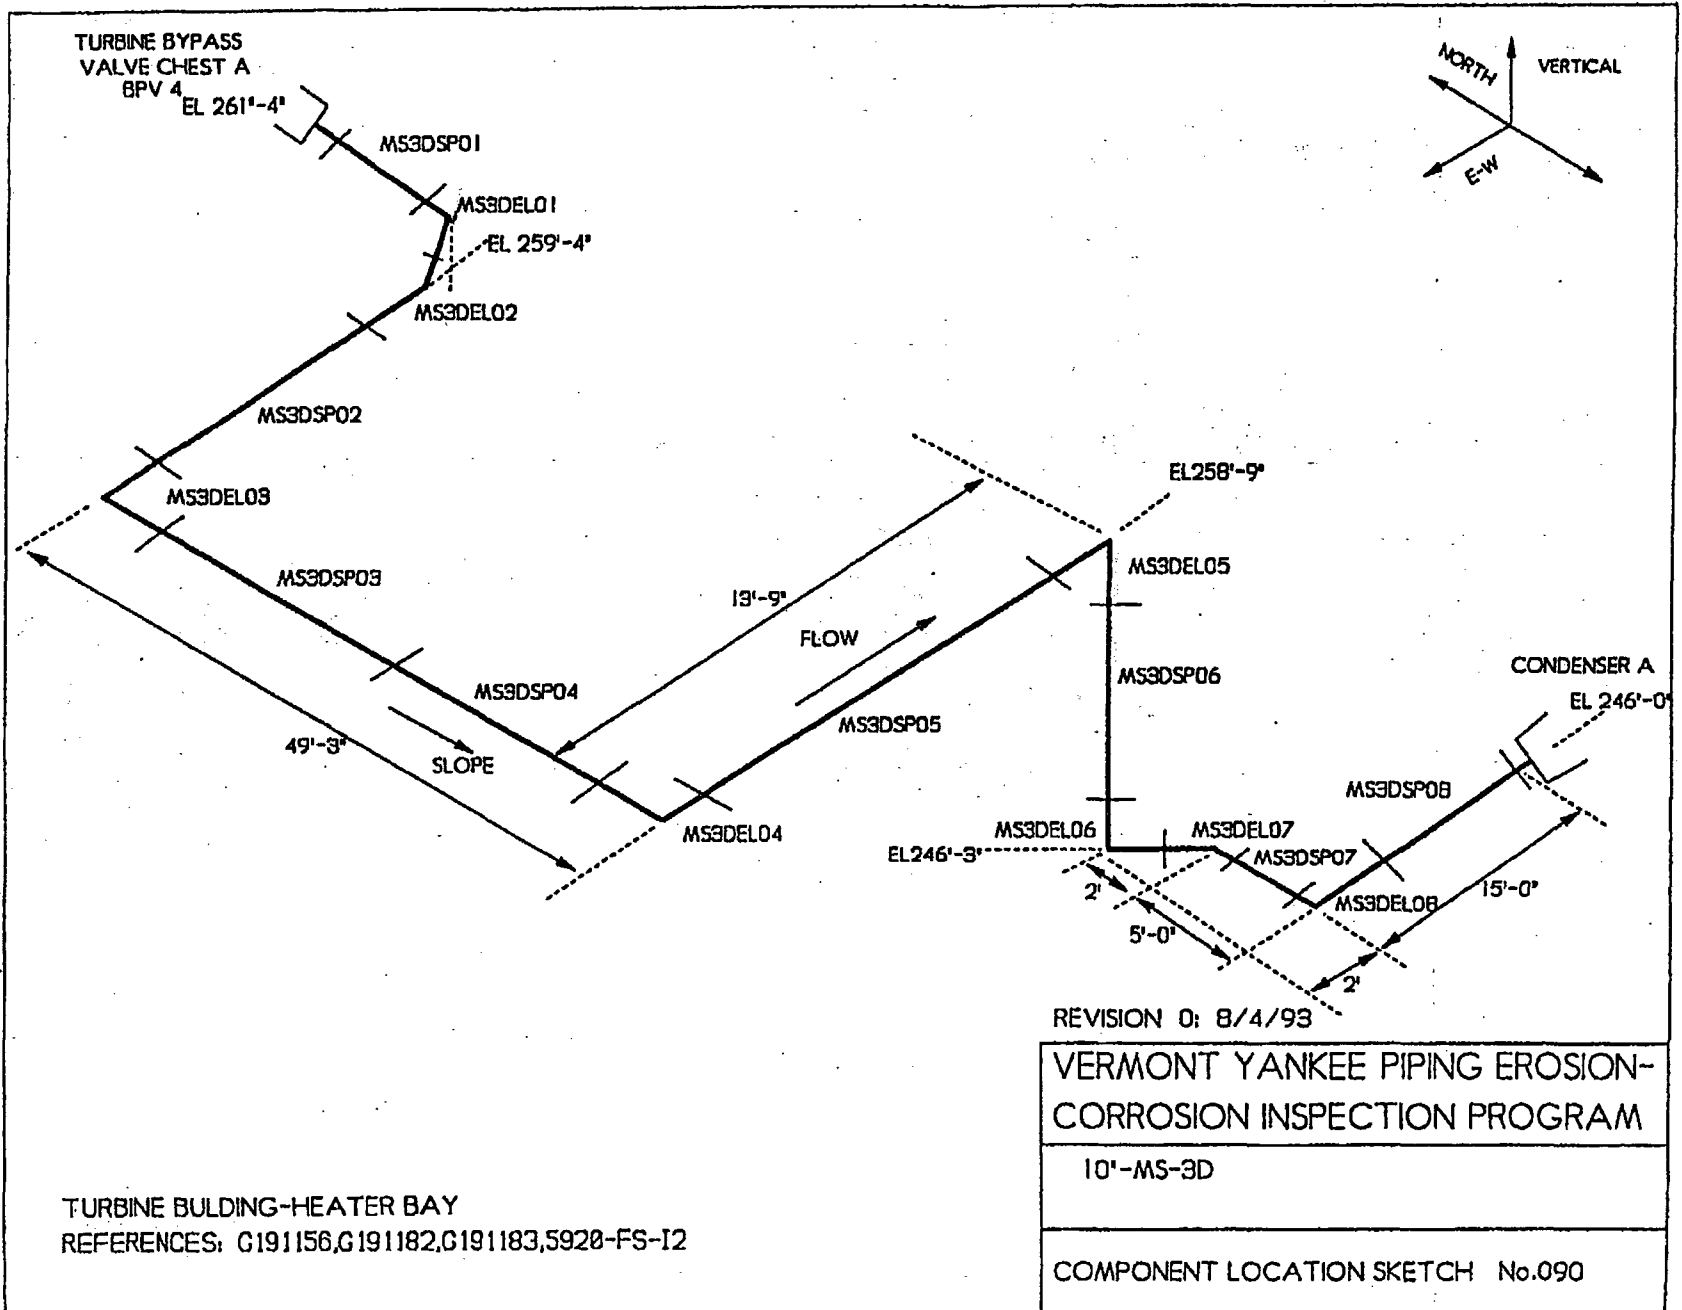 TURBINE BYPASS
VALVE CHEST A
BPV 4
EL 261'-4"
NORTH
VERTICAL
E-W
MS3DSP01
MS3DEL01
EL 259'-4"
MS3DEL02
MS3DSP02
MS3DEL03
EL258'-9"
MS3DEL05
MS3DSP03
13'-9"
FLOW
CONDENSER A
EL 246'-0"
MS3DSP06
MS3DSP04
MS3DSP05
49'-3"
SLOPE
MS3DSP08
MS3DEL04
MS3DEL06
MS3DEL07
EL246'-3"
MS3DSP07
2'
15'-0"
MS3DEL08
5'-0"
2'
REVISION 0: 8/4/93
VERMONT YANKEE PIPING EROSION-
CORROSION INSPECTION PROGRAM
10"-MS-3D
TURBINE BULDING-HEATER BAY
REFERENCES: G191156,G191182,G191183,5920-FS-I2
COMPONENT LOCATION SKETCH No.090